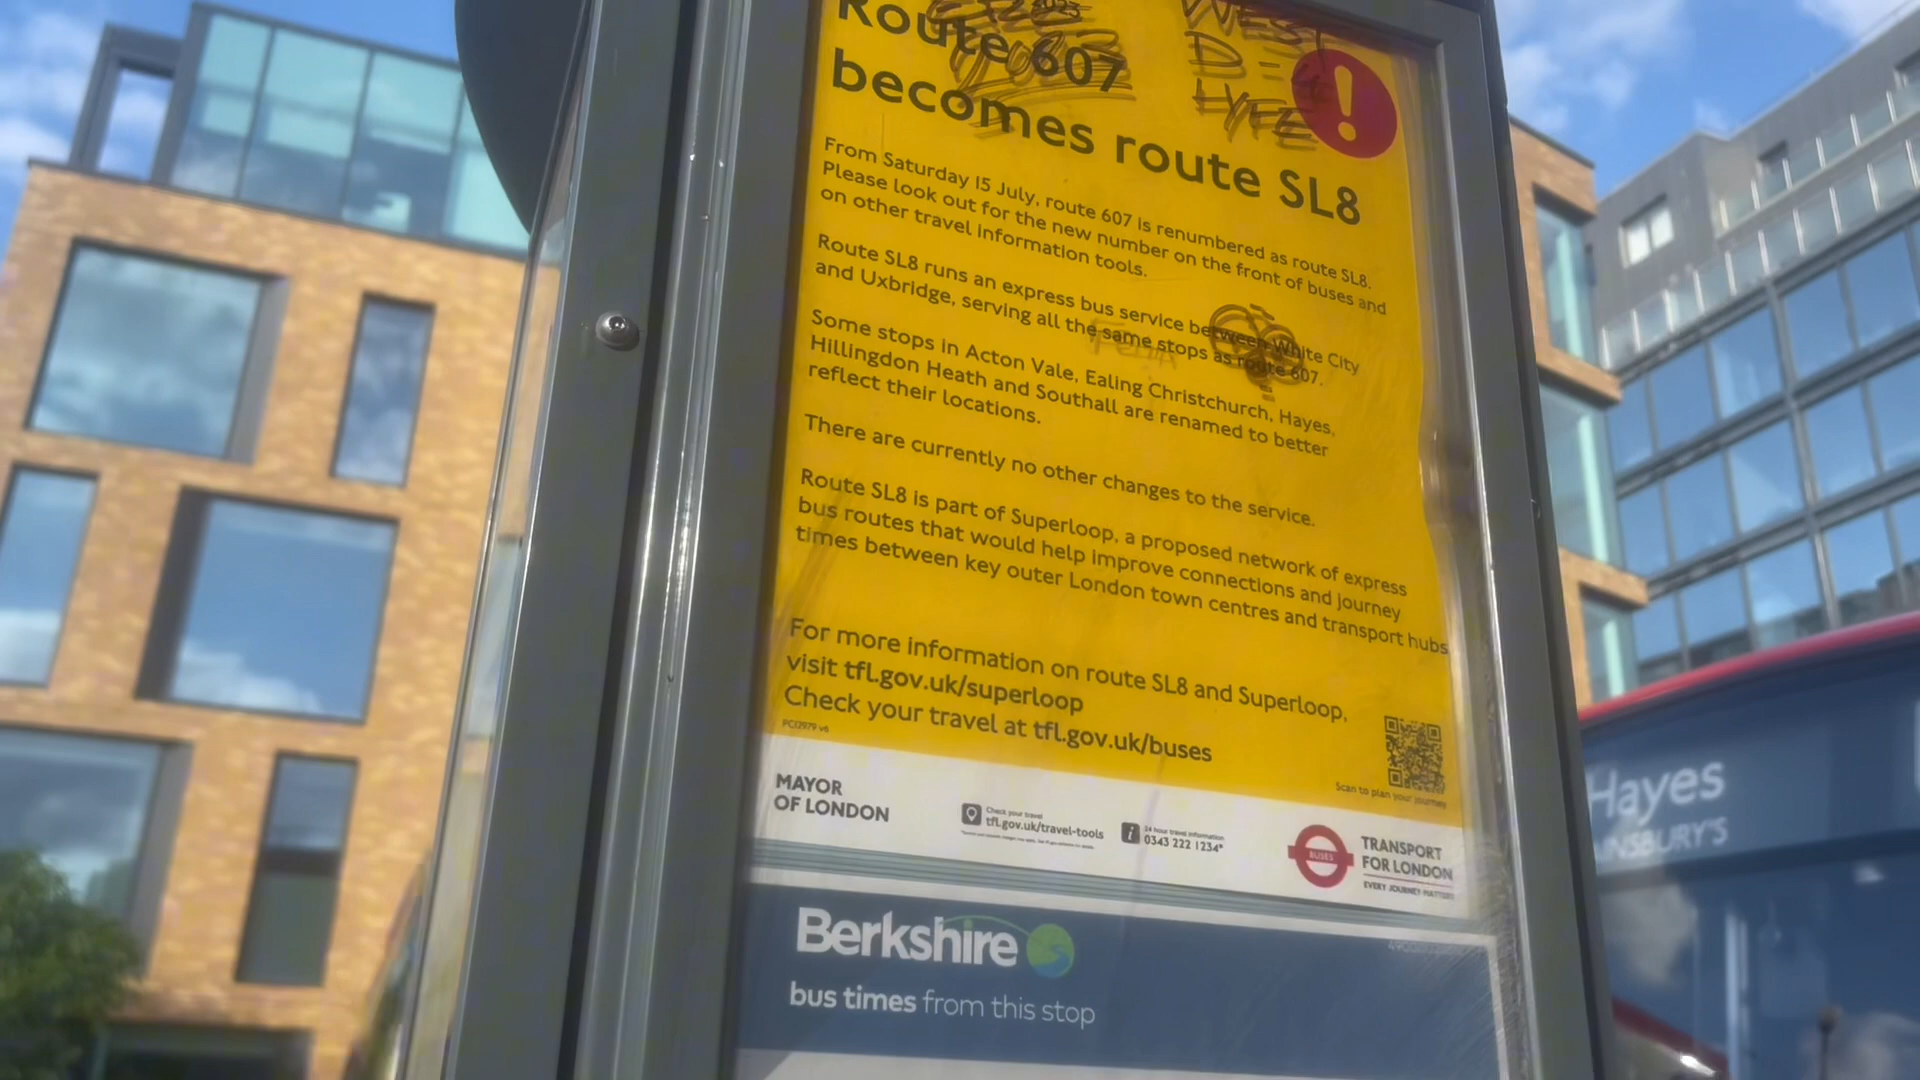 Route 607
becomes route SL8
WEST
D
LYFE
From Saturday 15 July, route 607 is renumbered as route SL8.
Please look out for the new number on the front of buses and
on other travel information tools.
Route SL8 runs an express bus service between White City
and Uxbridge, serving all the same stops as route 607.
Some stops in Acton Vale, Ealing Christchurch, Hayes,
Hillingdon Heath and Southall are renamed to better
reflect their locations.
There are currently no other changes to the service.
Route SL8 is part of Superloop, a proposed network of express
bus routes that would help improve connections and journey
times between key outer London town centres and transport hubs
For more information on route SL8 and Superloop,
visit tfl.gov.uk/superloop
Check your travel at tfl.gov.uk/buses
PC12979 v6
Scan to plan your journey
MAYOR
OF LONDON
Check your travel
tfl.gov.uk/travel-tools
24 hour travel information
0343 222 1234*
BUSES
TRANSPORT
FOR LONDON
EVERY JOURNEY MATTERS
Berkshire
bus times from this stop
Hayes
SAINSBURY'S